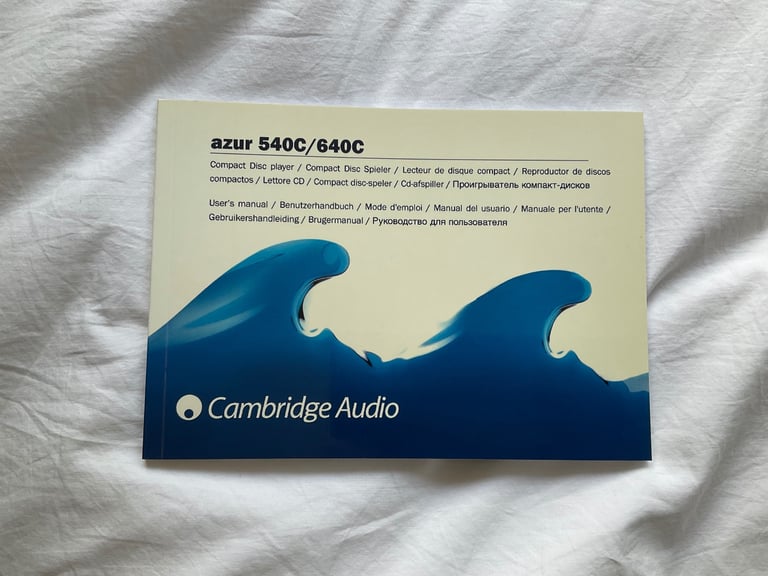 azur 540C/640C
Compact Disc player / Compact Disc Spieler / Lecteur de disque compact / Reproductor de discos
compactos / Lettore CD / Compact disc-speler / Cd-afspiller / Проигрыватель компакт-дисков
User's manual / Benutzerhandbuch / Mode d'emploi / Manual del usuario / Manuale per l'utente /
Gebruikershandleiding / Brugermanual / Руководство для пользователя
Cambridge Audio